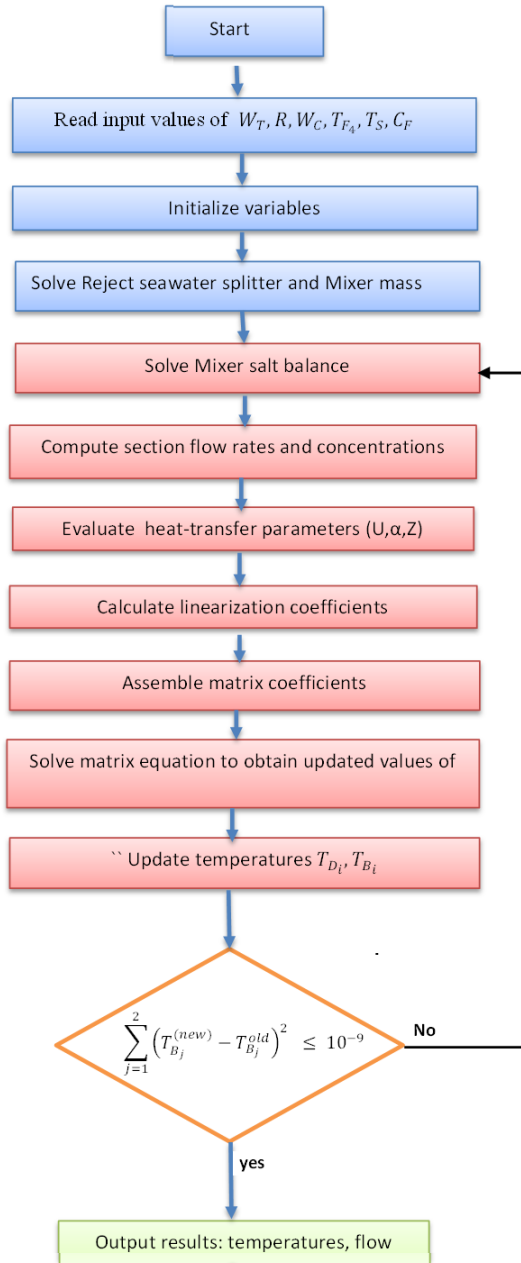 Start
Read input values of W_T, R, W_C, T_{F_4}, T_S, C_F
Initialize variables
Solve Reject seawater splitter and Mixer mass
Solve Mixer salt balance
Compute section flow rates and concentrations
Evaluate heat-transfer parameters (U,α,Z)
Calculate linearization coefficients
Assemble matrix coefficients
Solve matrix equation to obtain updated values of
`` Update temperatures T_{D_i}, T_{B_i}
\sum_{j=1}^{2} (T_{B_j}^{(new)} − T_{B_j}^{old})^2 ≤ 10^{−9}
No
yes
Output results: temperatures, flow